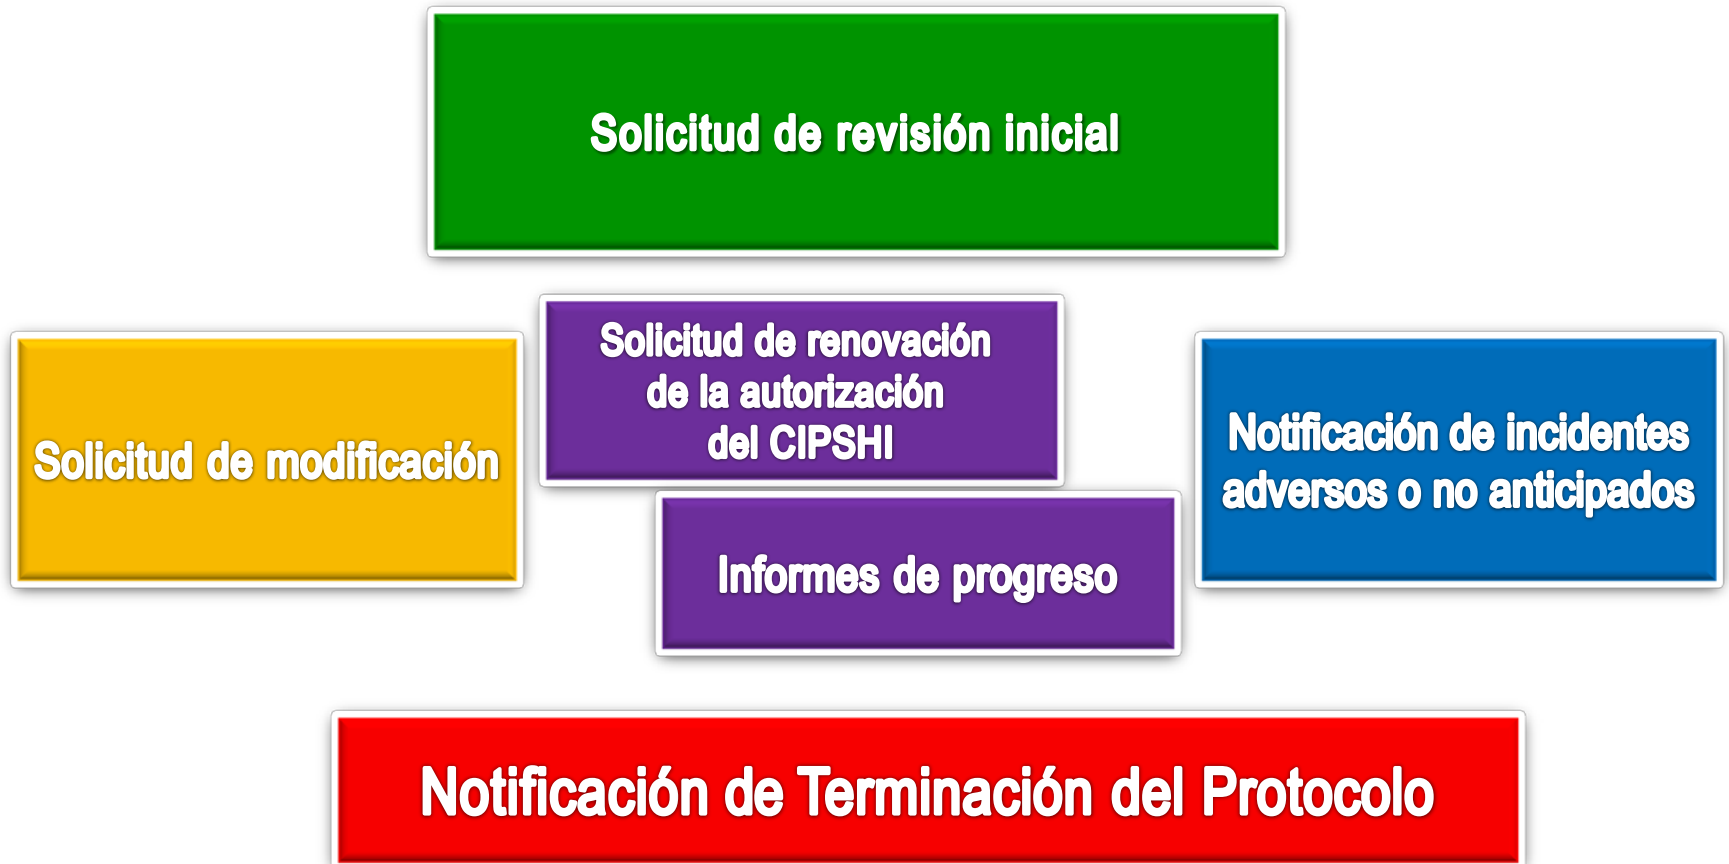 Solicitud de revisión inicial
Solicitud de modificación
Solicitud de renovación
de la autorización
del CIPSHI
Informes de progreso
Notificación de incidentes
adversos o no anticipados
Notificación de Terminación del Protocolo